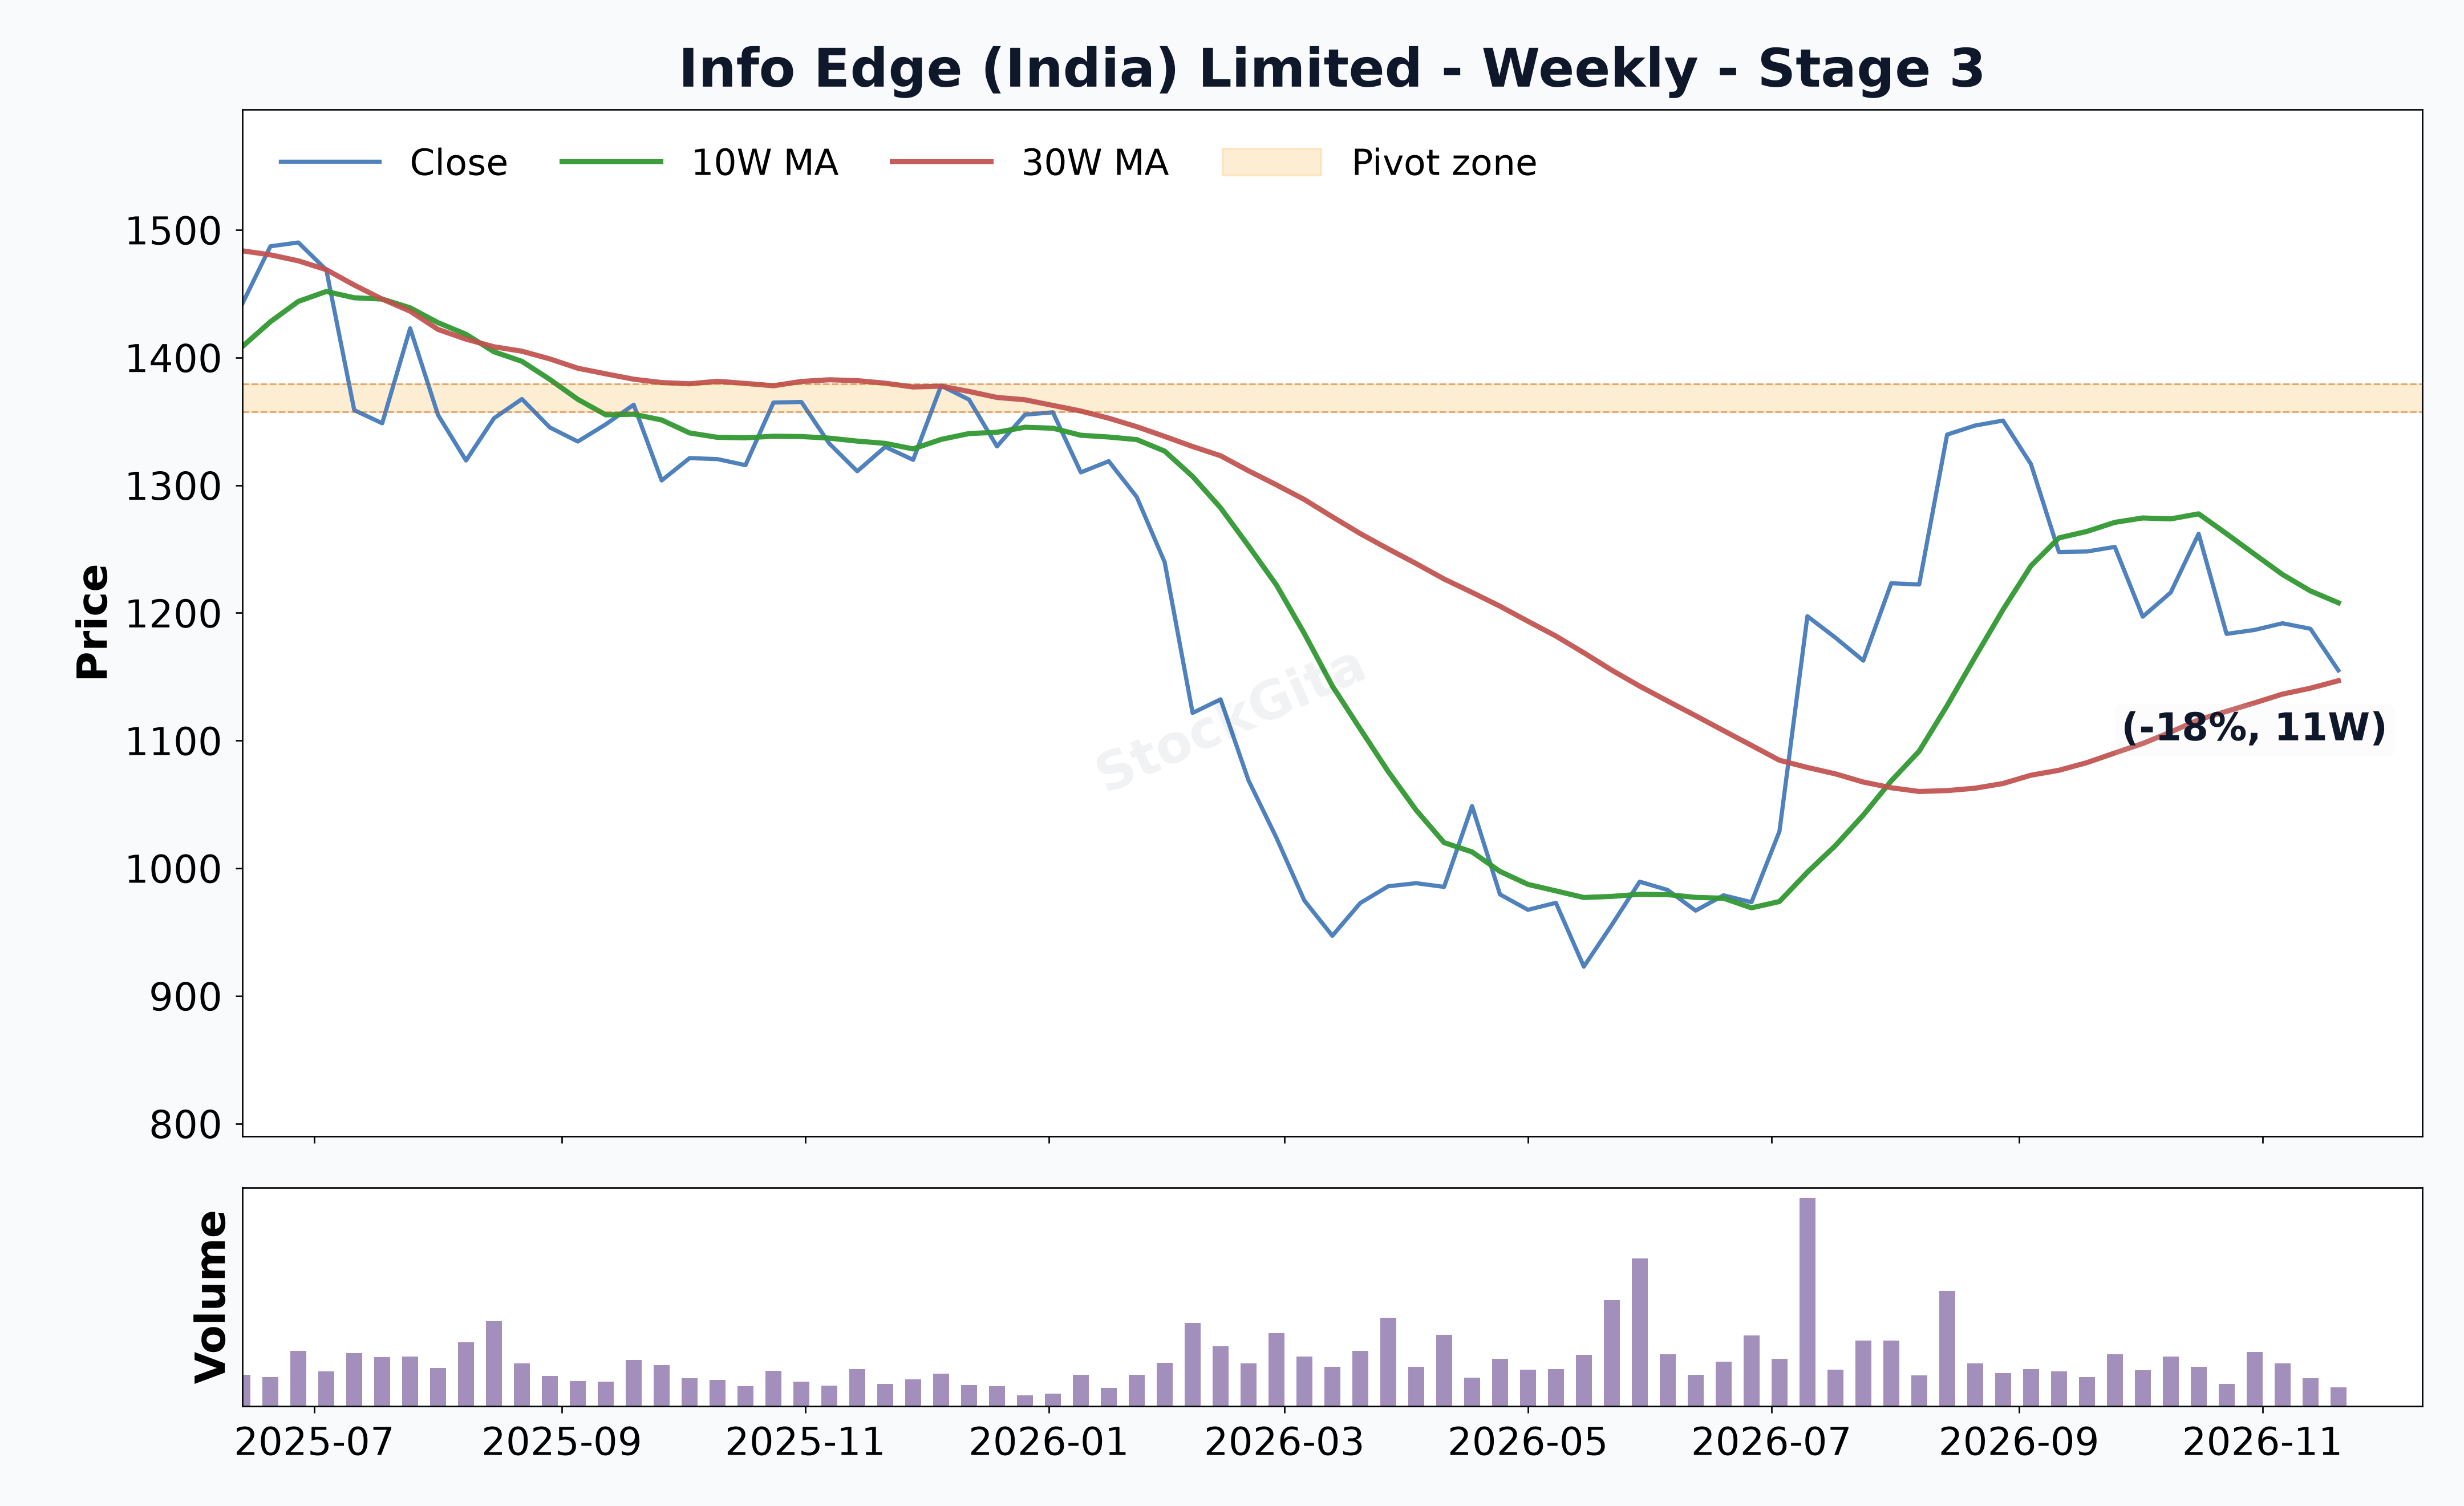 Info Edge (India) Limited - Weekly - Stage 3
Close 10W MA 30W MA Pivot zone
1500
1400
1300
1200
1100
1000
900
800
Price
StockGita
(-18%, 11W)
Volume
2025-07 2025-09 2025-11 2026-01 2026-03 2026-05 2026-07 2026-09 2026-11